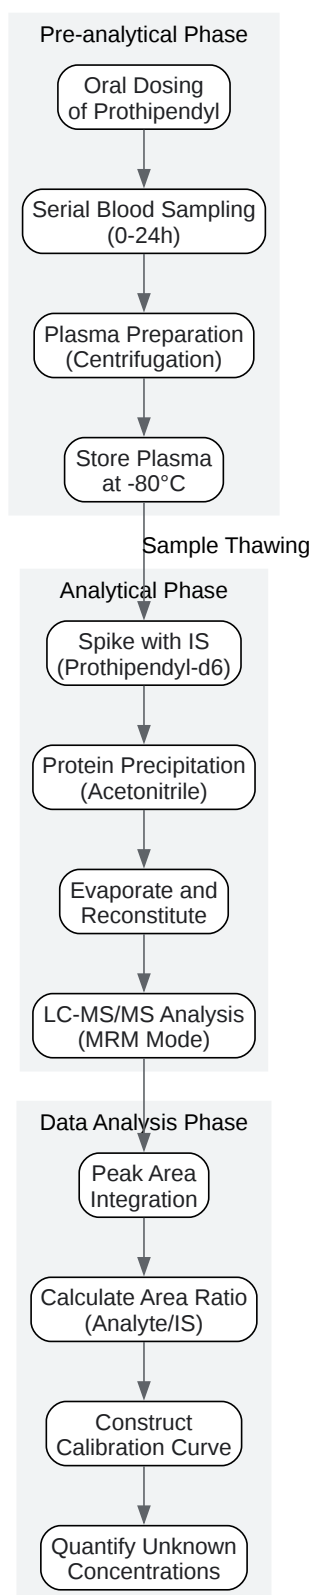 Pre-analytical Phase
Oral Dosing
of Prothipendyl
Serial Blood Sampling
(0-24h)
Plasma Preparation
(Centrifugation)
Store Plasma
at -80°C
Sample Thawing
Analytical Phase
Spike with IS
(Prothipendyl-d6)
Protein Precipitation
(Acetonitrile)
Evaporate and
Reconstitute
LC-MS/MS Analysis
(MRM Mode)
Data Analysis Phase
Peak Area
Integration
Calculate Area Ratio
(Analyte/IS)
Construct
Calibration Curve
Quantify Unknown
Concentrations